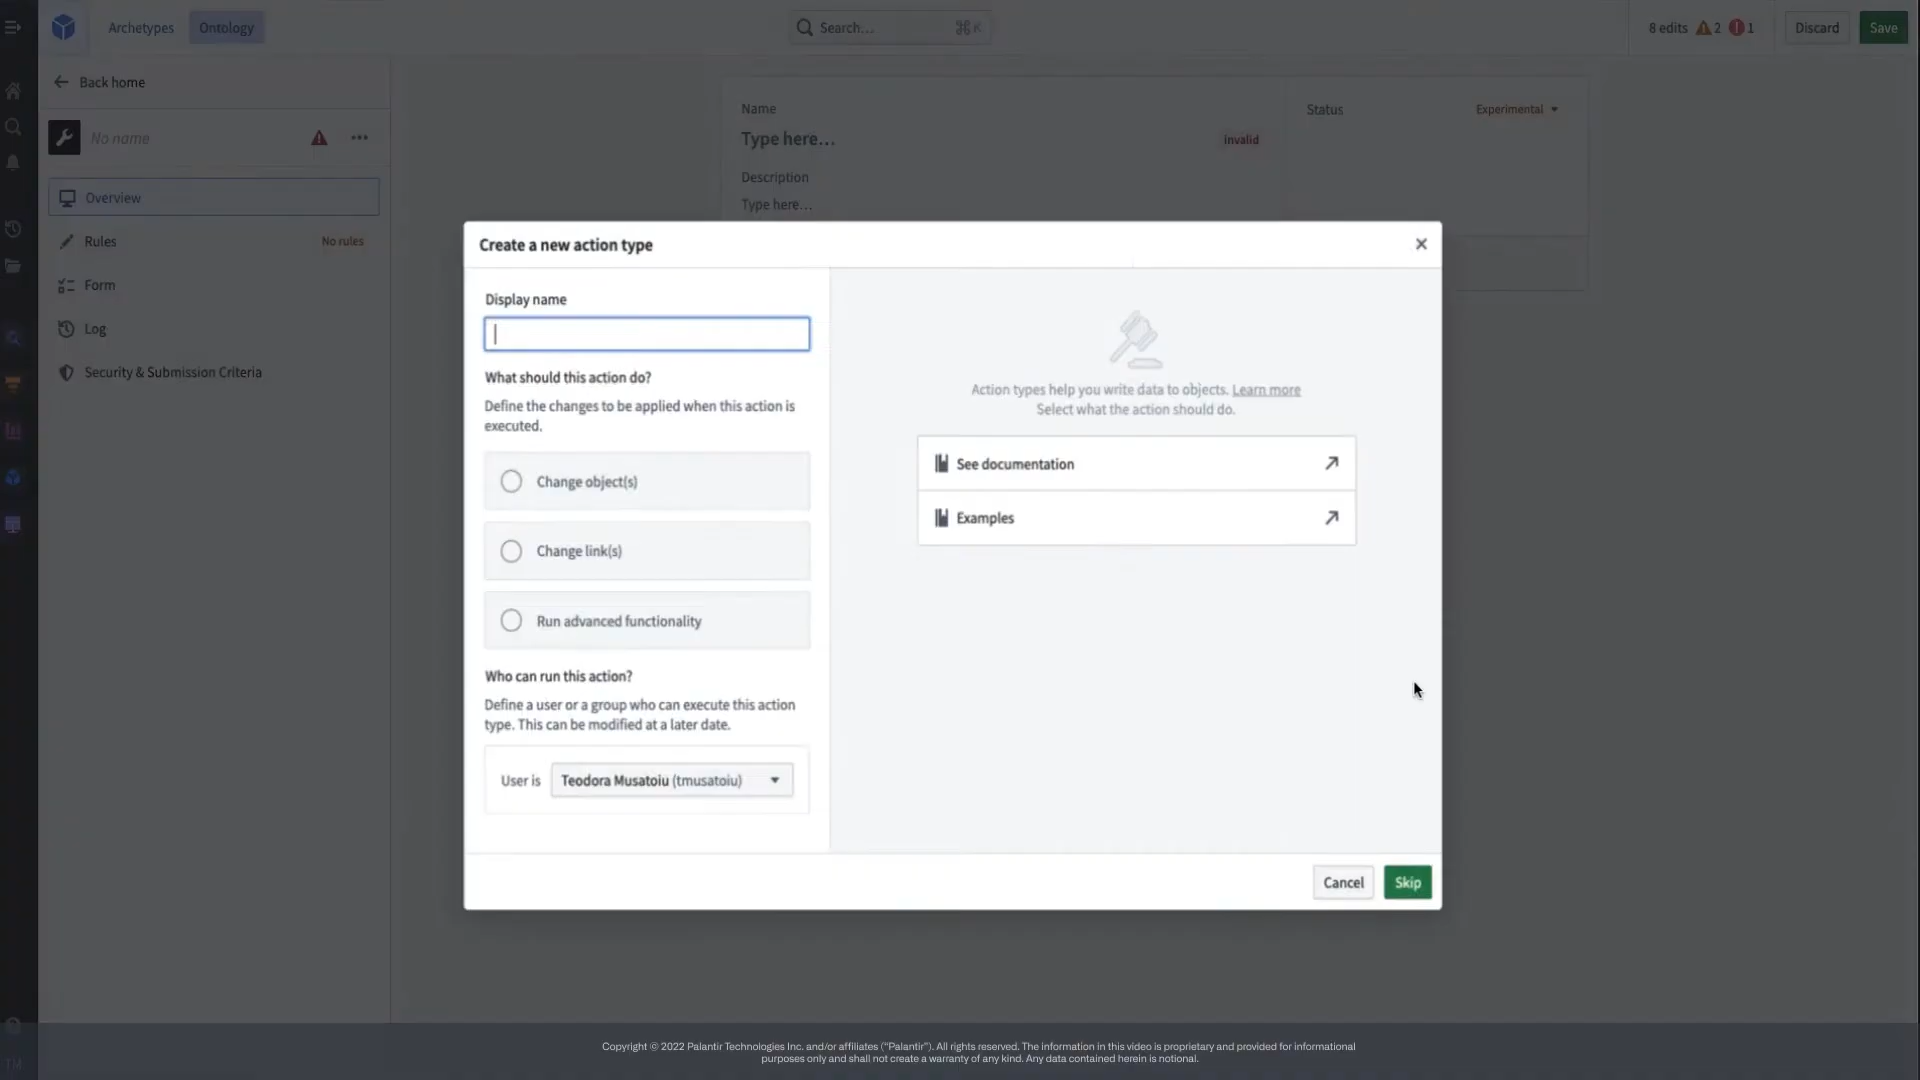 Archetypes
Ontology
Search...
⌘K
8 edits
2
1
Discard
Save
Back home
No name
Overview
Rules
No rules
Form
Log
Security & Submission Criteria
Name
Type here...
invalid
Description
Type here...
Status
Experimental
Create a new action type
Display name
What should this action do?
Define the changes to be applied when this action is
executed.
Change object(s)
Change link(s)
Run advanced functionality
Who can run this action?
Define a user or a group who can execute this action
type. This can be modified at a later date.
User is
Teodora Musatoiu (tmusatoiu)
Action types help you write data to objects. Learn more
Select what the action should do.
See documentation
Examples
Cancel
Skip
TM
Copyright © 2022 Palantir Technologies Inc. and/or affiliates (“Palantir”). All rights reserved. The information in this video is proprietary and provided for informational
purposes only and shall not create a warranty of any kind. Any data contained herein is notional.